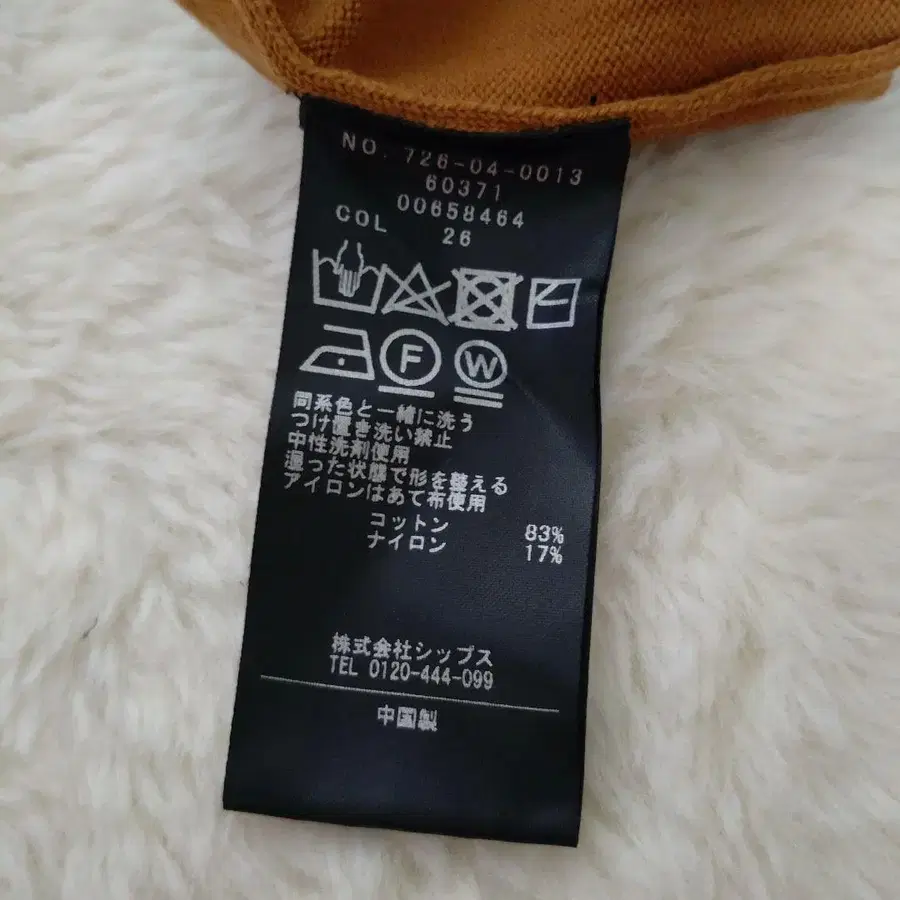 NO. 726-04-0013
60371
00658464
COL 26
F W
同系色と一緒に洗う
つけ置き洗い禁止
中性洗剤使用
湿った状態で形を整える
アイロンはあて布使用
コットン 83%
ナイロン 17%
株式会社シップス
TEL 0120-444-099
中国製